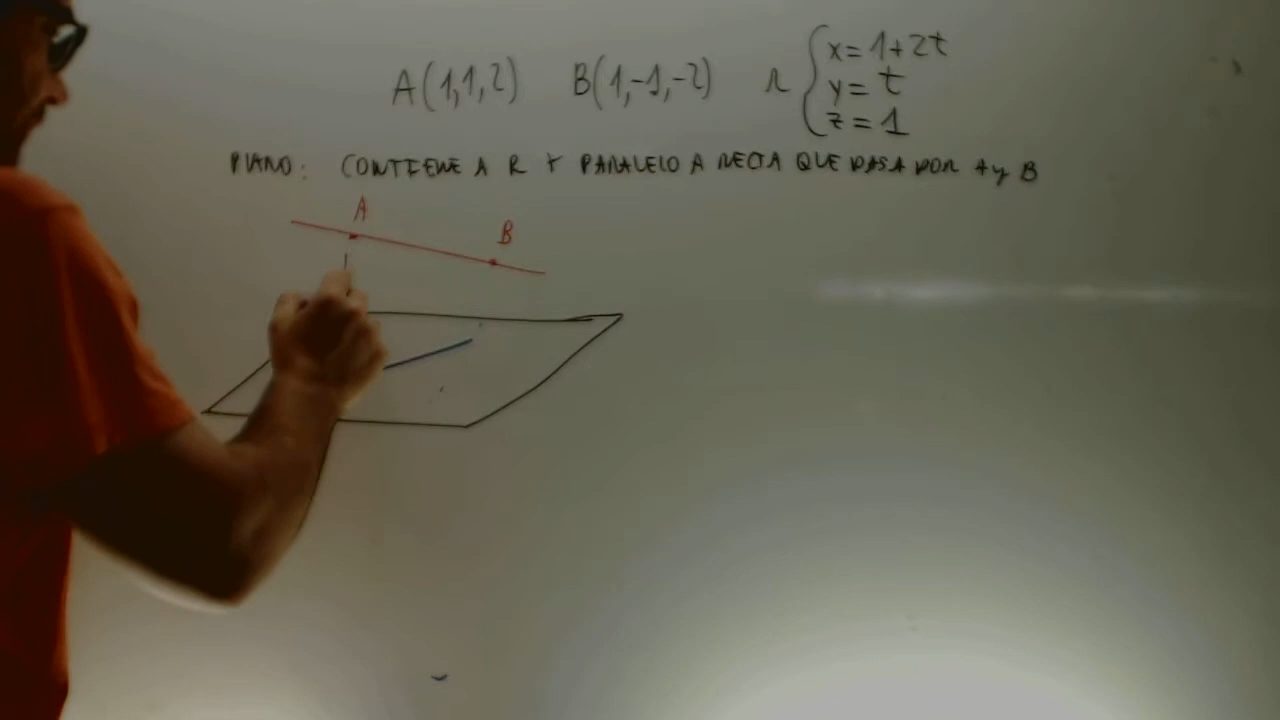 A(1,1,2) B(1,-1,-2) r { x=1+2t
y=t
z=1
PLANO: CONTIENE A R Y PARALELO A RECTA QUE PASA POR A y B
A
B